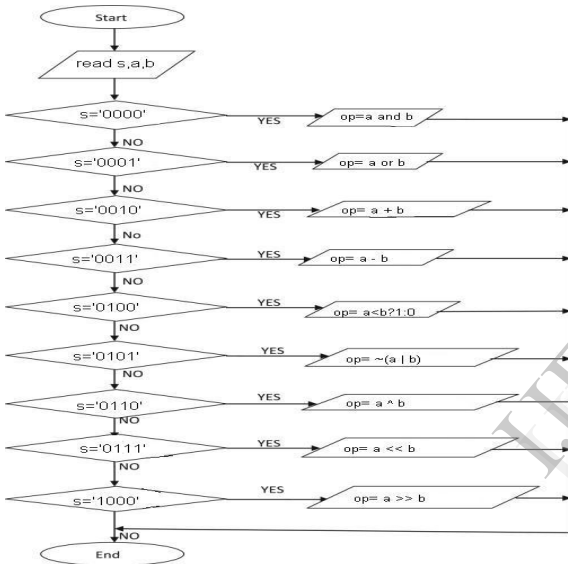 Start
read s,a,b
s='0000'
YES
op=a and b
NO
s='0001'
YES
op= a or b
NO
s='0010'
YES
op= a + b
No
s='0011'
YES
op= a - b
NO
s='0100'
YES
op= a<b?1:0
NO
s='0101'
YES
op= ~(a | b)
NO
s='0110'
YES
op= a ^ b
NO
s='0111'
YES
op= a << b
NO
s='1000'
YES
op= a >> b
NO
End